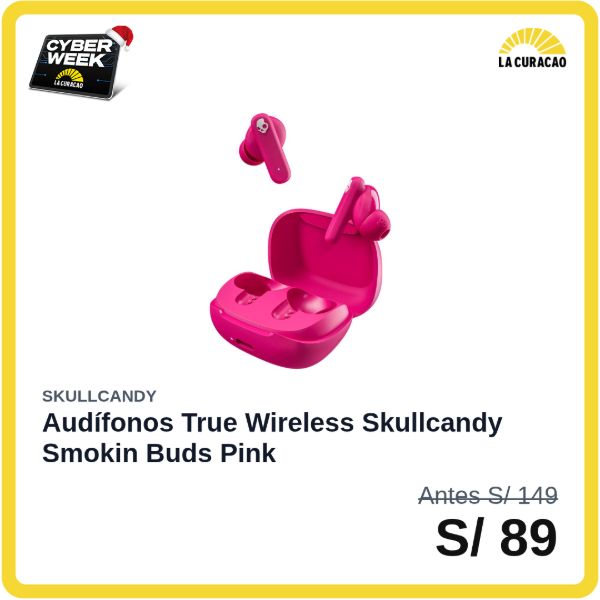 CYBER
WEEK
LA CURACAO
LA CURACAO
SKULLCANDY
Audífonos True Wireless Skullcandy
Smokin Buds Pink
Antes S/ 149
S/ 89